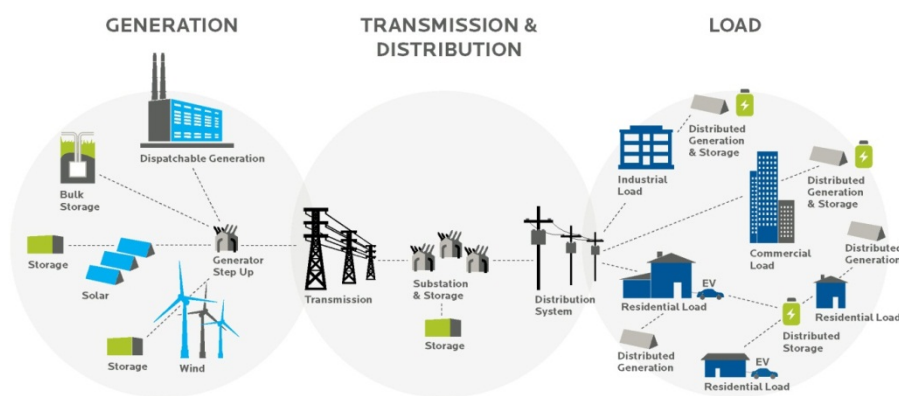 GENERATION
TRANSMISSION &
DISTRIBUTION
LOAD
Dispatchable Generation
Bulk
Storage
Generator
Step Up
Storage
Solar
Storage
Wind
Transmission
Substation
& Storage
Storage
Distribution
System
Distributed
Generation
& Storage
Industrial
Load
Distributed
Generation
& Storage
Commercial
Load
Distributed
Generation
EV
Residential Load
Residential Load
Distributed
Storage
Distributed
Generation
EV
Residential Load